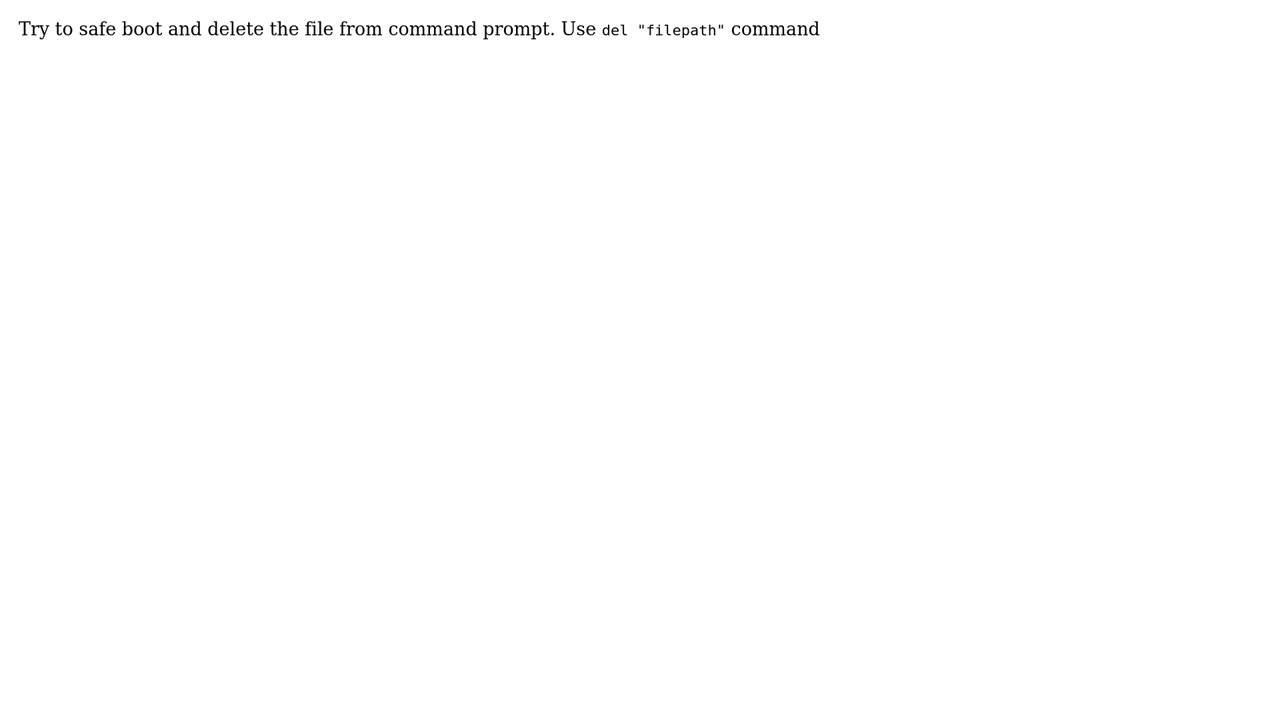 Try to safe boot and delete the file from command prompt. Use del "filepath" command